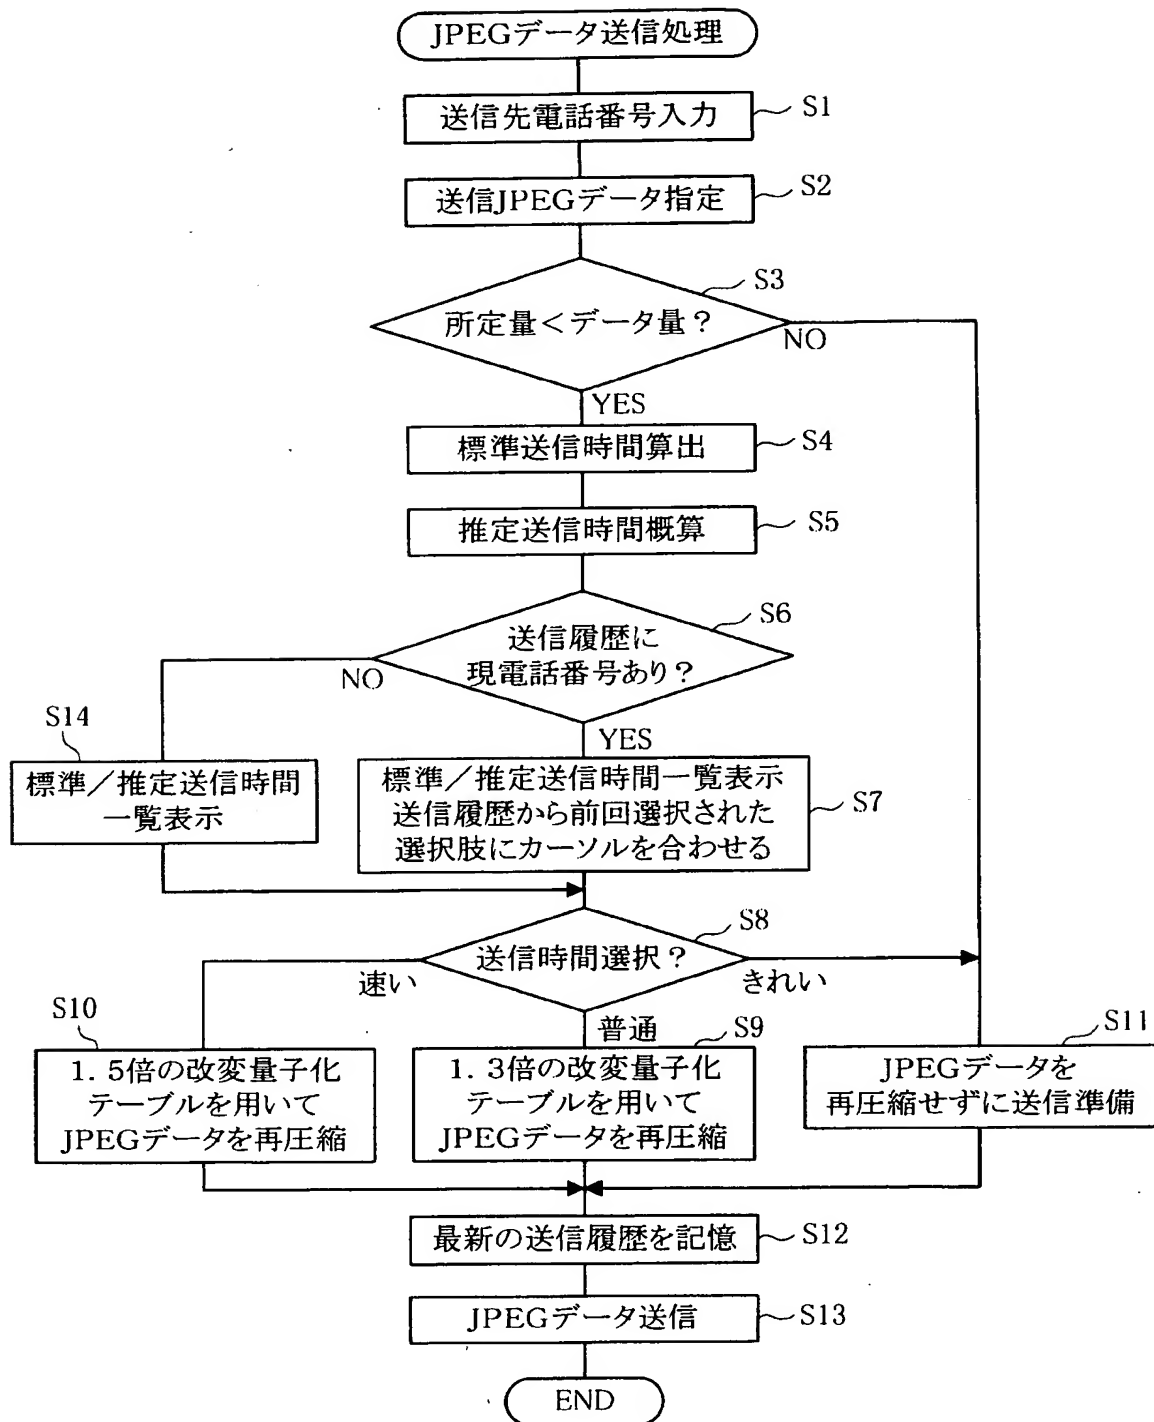 JPEGデータ送信処理
送信先電話番号入力
S1
送信JPEGデータ指定
S2
S3
所定量<データ量?
NO
YES
標準送信時間算出
S4
推定送信時間概算
S5
S6
送信履歴に
現電話番号あり?
NO
YES
S14
標準/推定送信時間
一覧表示
標準/推定送信時間一覧表示
送信履歴から前回選択された
選択肢にカーソルを合わせる
S7
S8
送信時間選択?
速い
きれい
普通
S10
1.5倍の改変量子化
テーブルを用いて
JPEGデータを再圧縮
S9
1.3倍の改変量子化
テーブルを用いて
JPEGデータを再圧縮
S11
JPEGデータを
再圧縮せずに送信準備
最新の送信履歴を記憶
S12
JPEGデータ送信
S13
END